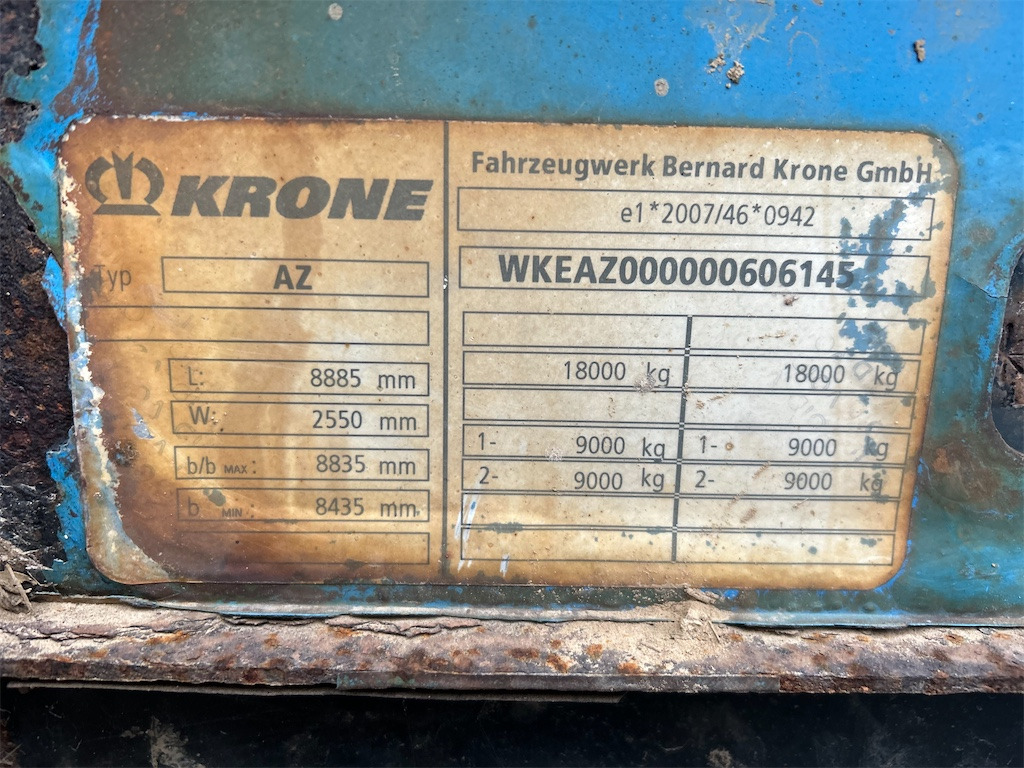 KRONE
Typ AZ
L: 8885 mm
W: 2550 mm
b/b MAX: 8835 mm
b MIN: 8435 mm
Fahrzeugwerk Bernard Krone GmbH
e1*2007/46*0942
WKEAZ000000606145
18000 kg 18000 kg
1- 9000 kg 1- 9000 kg
2- 9000 kg 2- 9000 kg